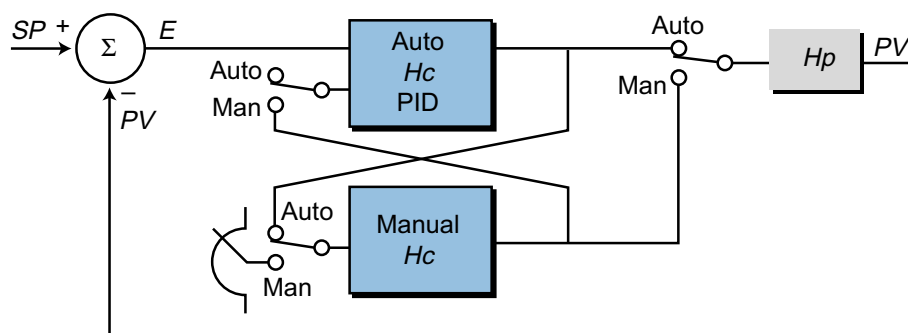 SP +
Σ
E
−
PV
Auto
Man
Auto
Hc
PID
Auto
Man
Hp
PV
Auto
Man
Manual
Hc